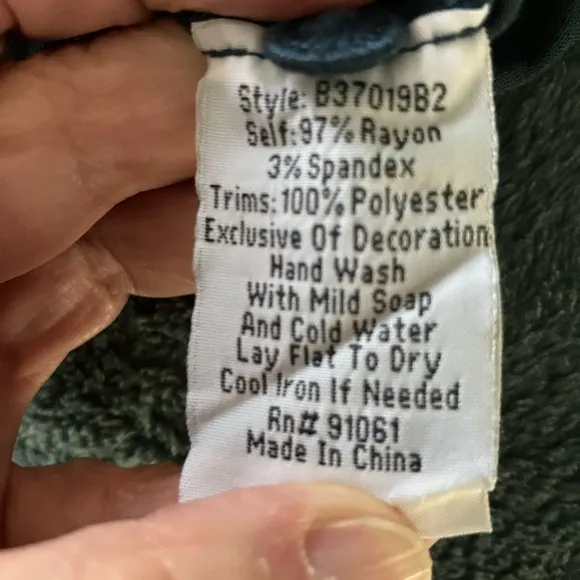 Style: B37019B2
Self:97% Rayon
3% Spandex
Trims:100% Polyester
Exclusive Of Decoration
Hand Wash
With Mild Soap
And Cold Water
Lay Flat To Dry
Cool Iron If Needed
Rn# 91061
Made In China